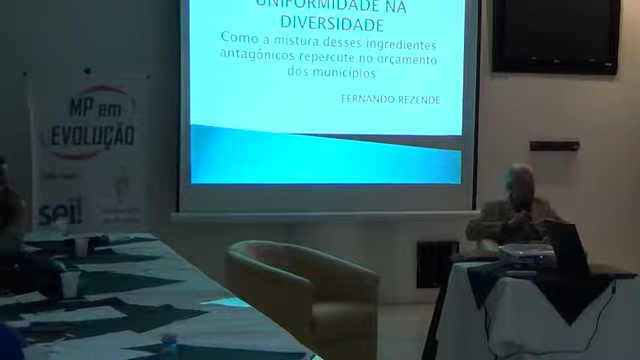 UNIFORMIDADE NA
DIVERSIDADE
Como a mistura desses ingredientes
antagônicos repercute no orçamento
dos municípios
FERNANDO REZENDE
MP em
EVOLUÇÃO
sei!